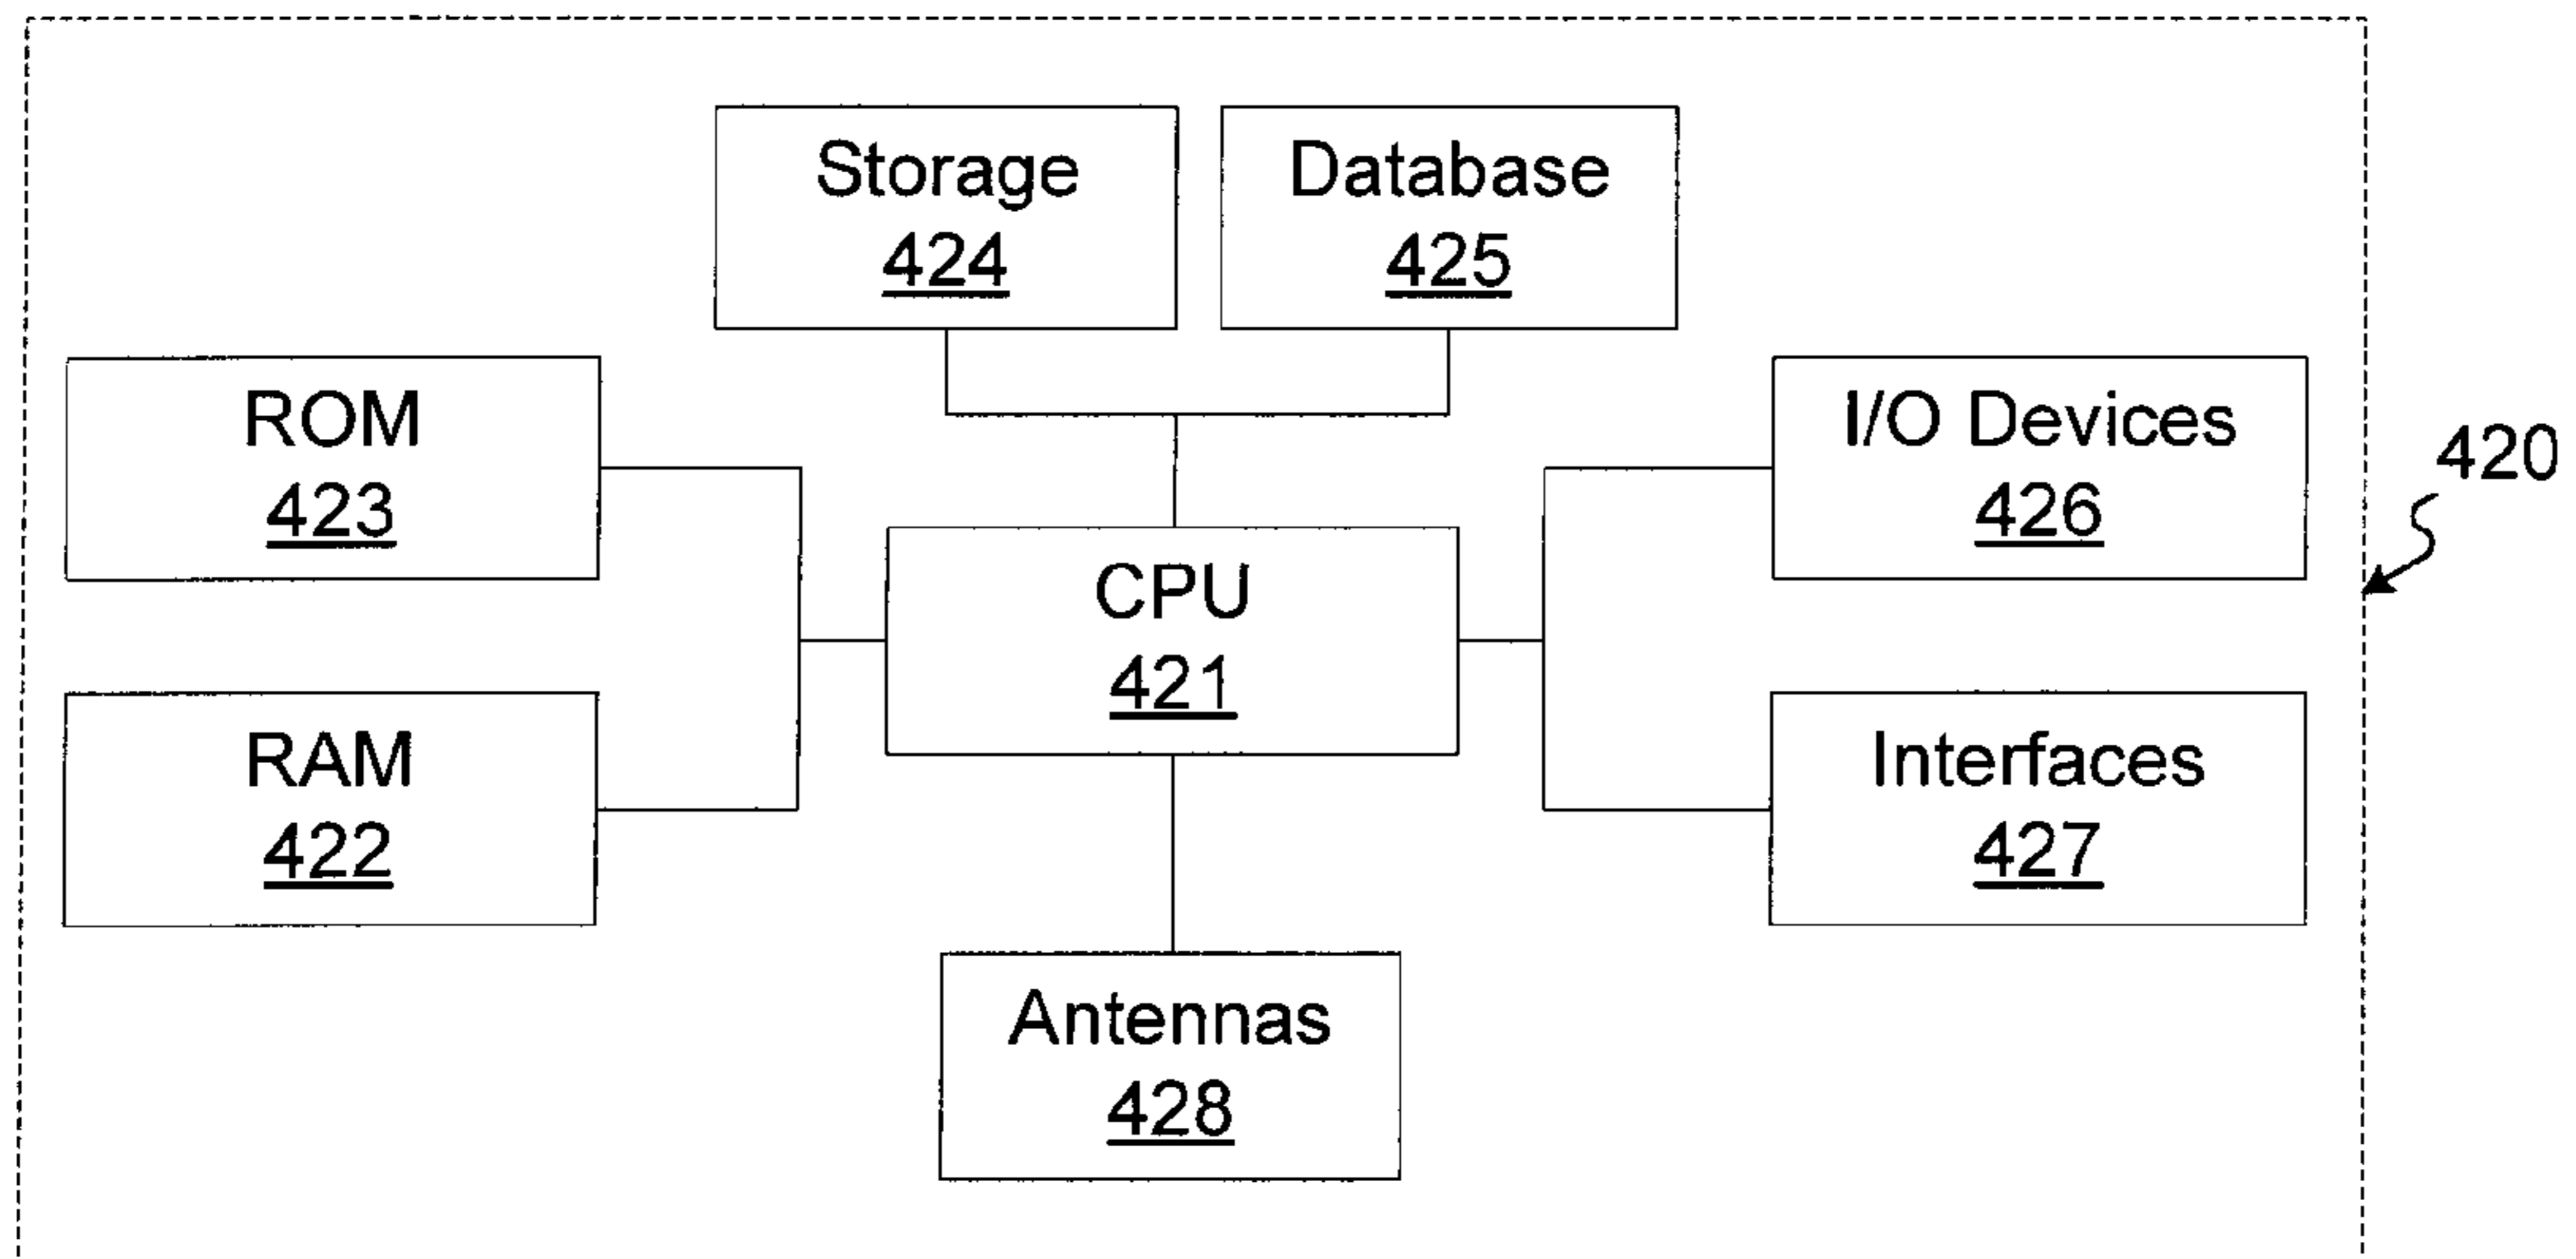 Storage
424
Database
425
ROM
423
I/O Devices
426
420
CPU
421
RAM
422
Interfaces
427
Antennas
428